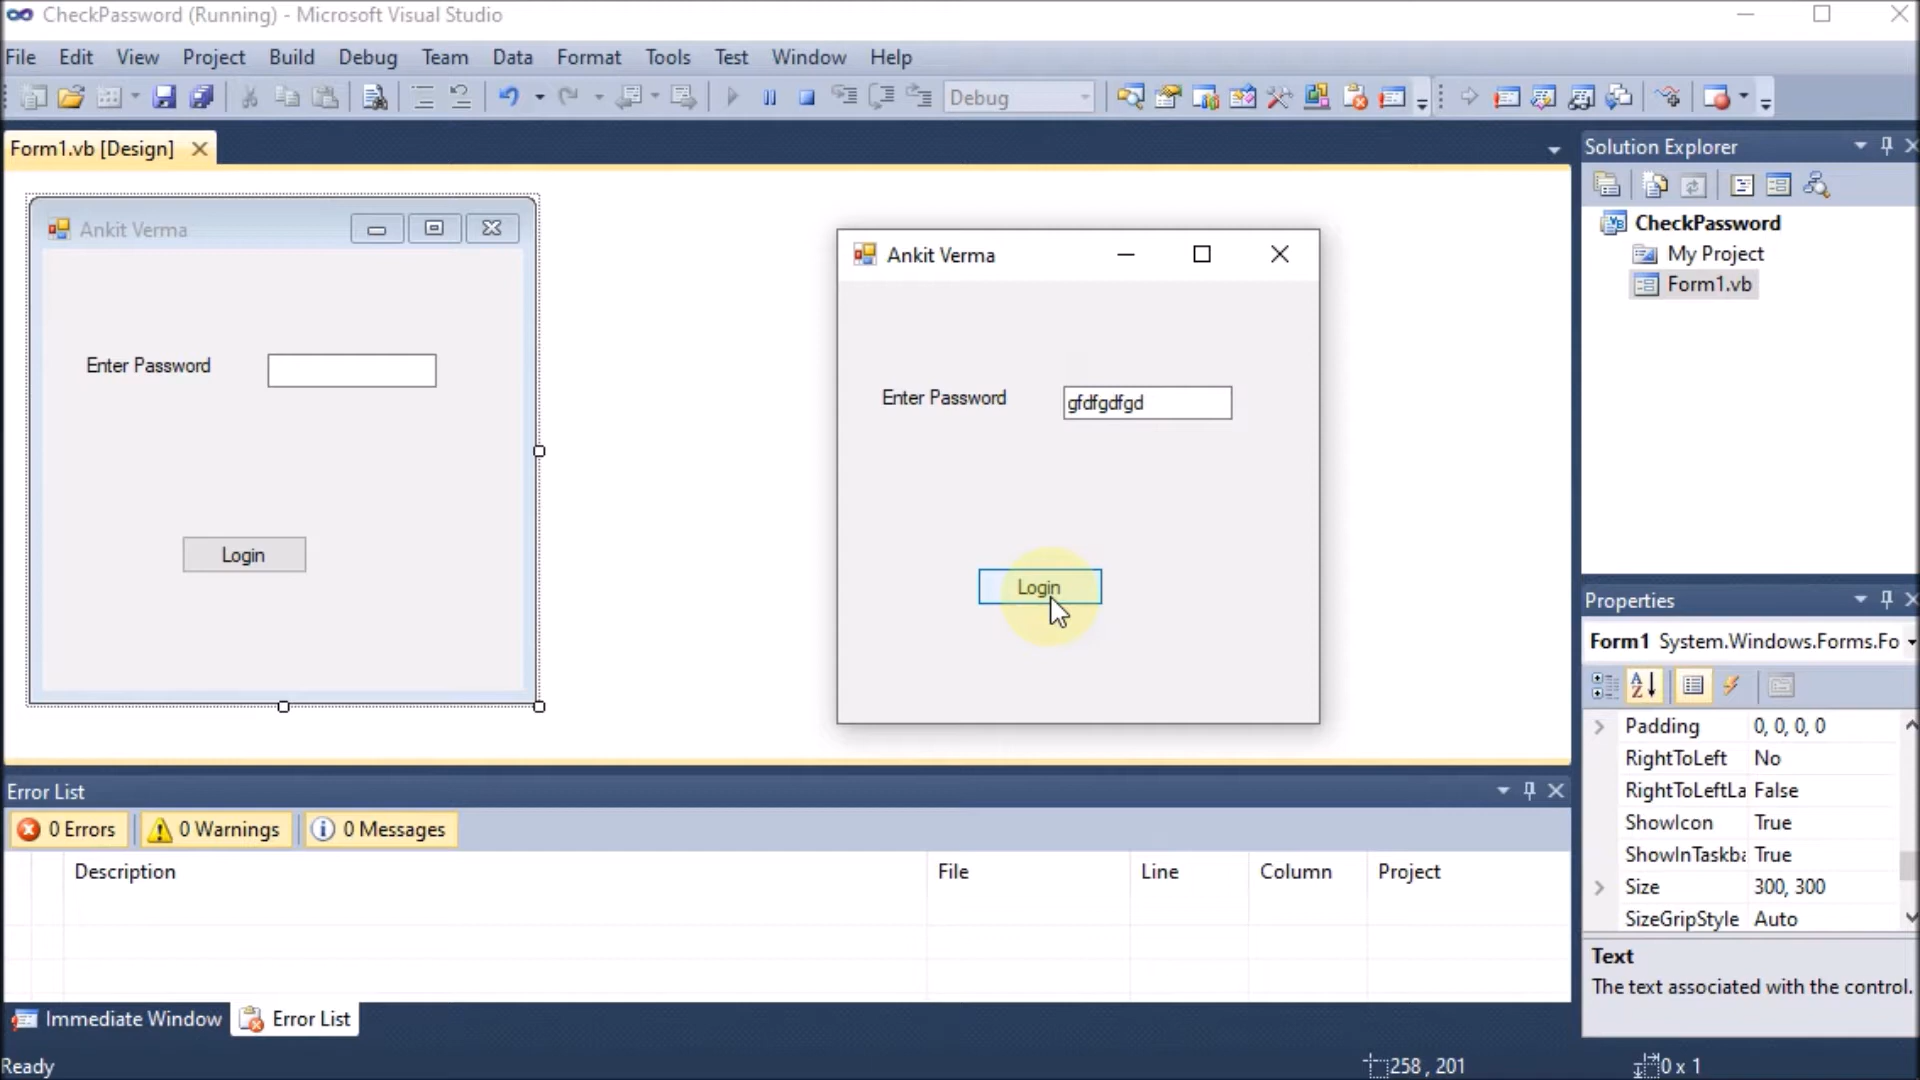 CheckPassword (Running) - Microsoft Visual Studio
File Edit View Project Build Debug Team Data Format Tools Test Window Help
Debug
Form1.vb [Design]
Solution Explorer
Ankit Verma
Enter Password
Login
Ankit Verma
Enter Password gfdfgdfgd
Login
CheckPassword
My Project
Form1.vb
Properties
Form1 System.Windows.Forms.Fo
Padding 0, 0, 0, 0
RightToLeft No
RightToLeftLa False
ShowIcon True
ShowInTaskba True
Size 300, 300
SizeGripStyle Auto
Text
The text associated with the control.
Error List
0 Errors 0 Warnings 0 Messages
Description File Line Column Project
Immediate Window Error List
Ready 258 , 201 0 x 1